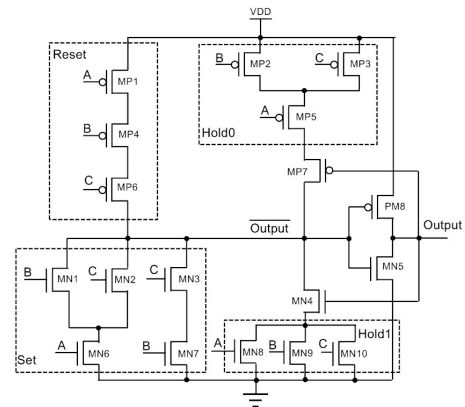 VDD
Reset
A
MP1
B
MP2
C
MP3
A
MP5
B
MP4
Hold0
C
MP6
MP7
PM8
Output
Output
B
MN1
C
MN2
C
MN3
MN5
MN4
Hold1
A
MN6
B
MN7
A
MN8
B
MN9
C
MN10
Set